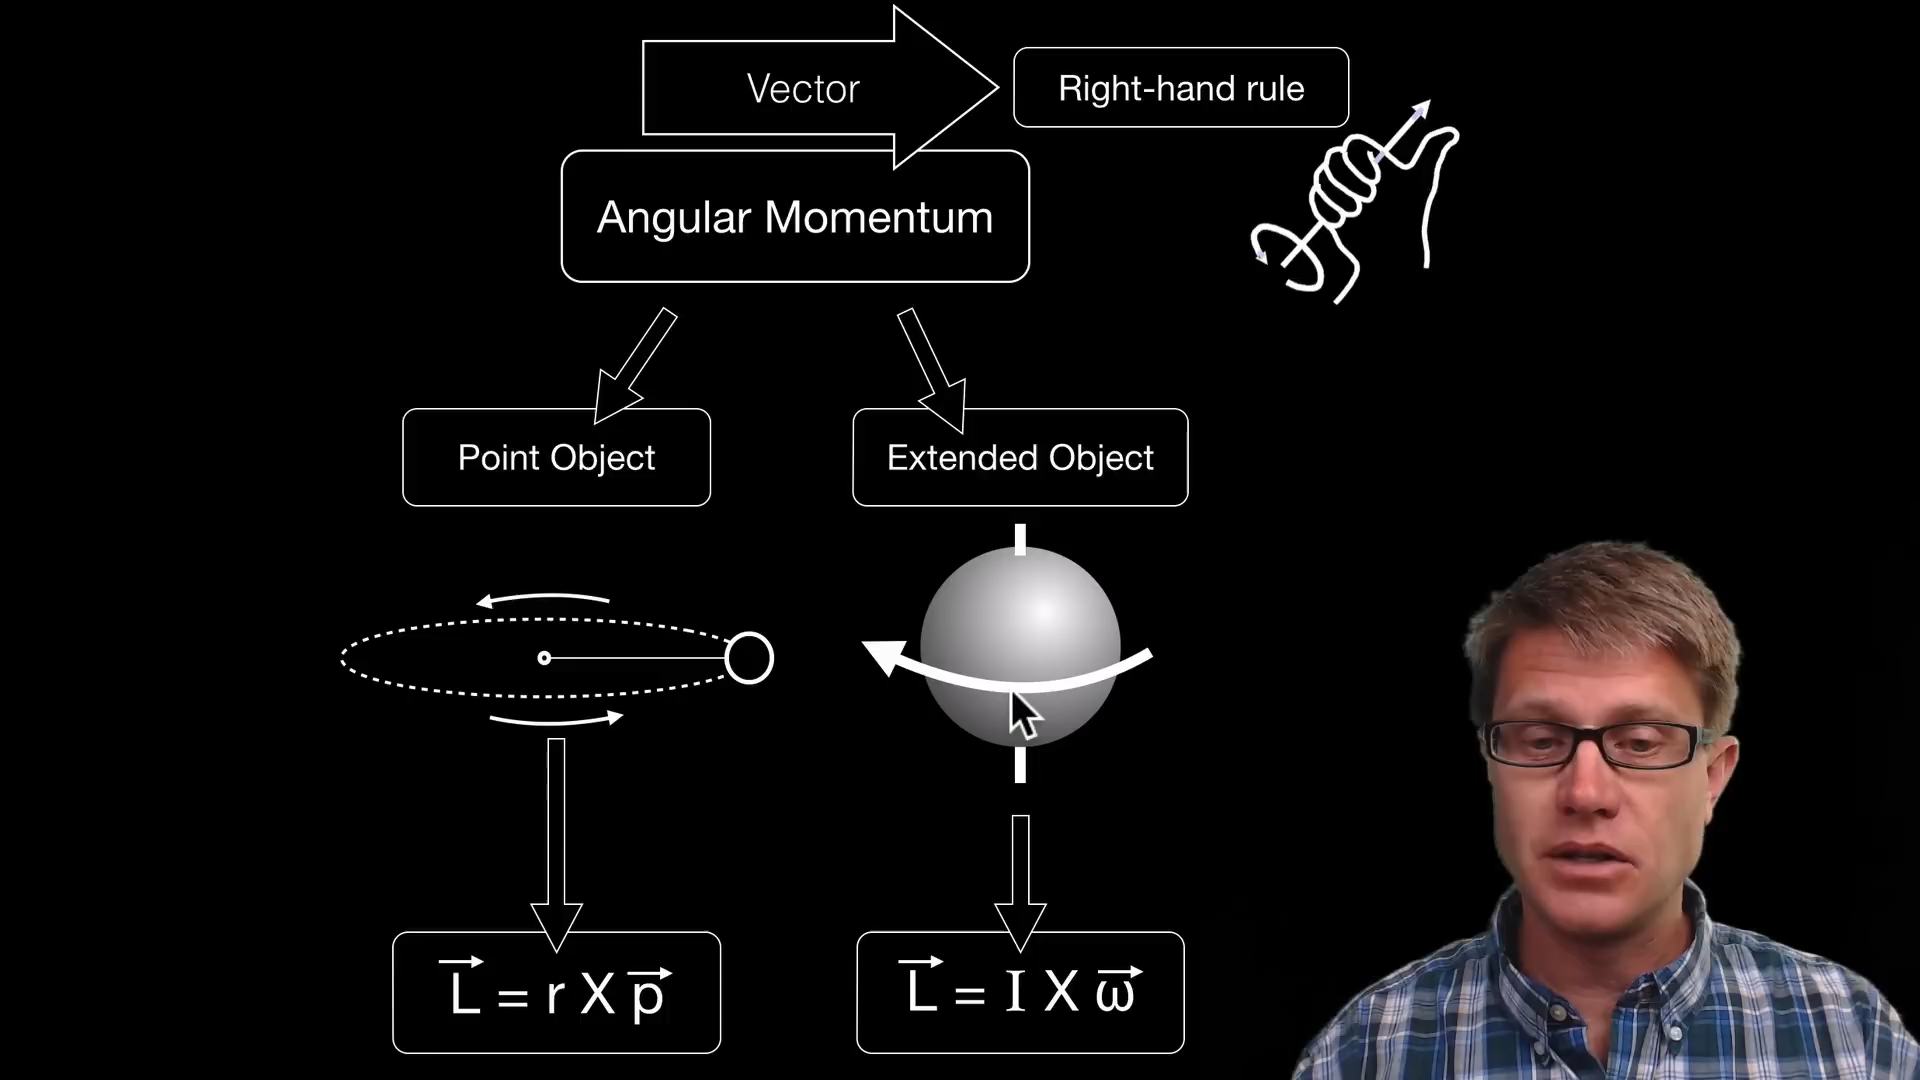 Vector
Right-hand rule
Angular Momentum
Point Object
Extended Object
L⃗ = r X p⃗
L⃗ = I X ω⃗